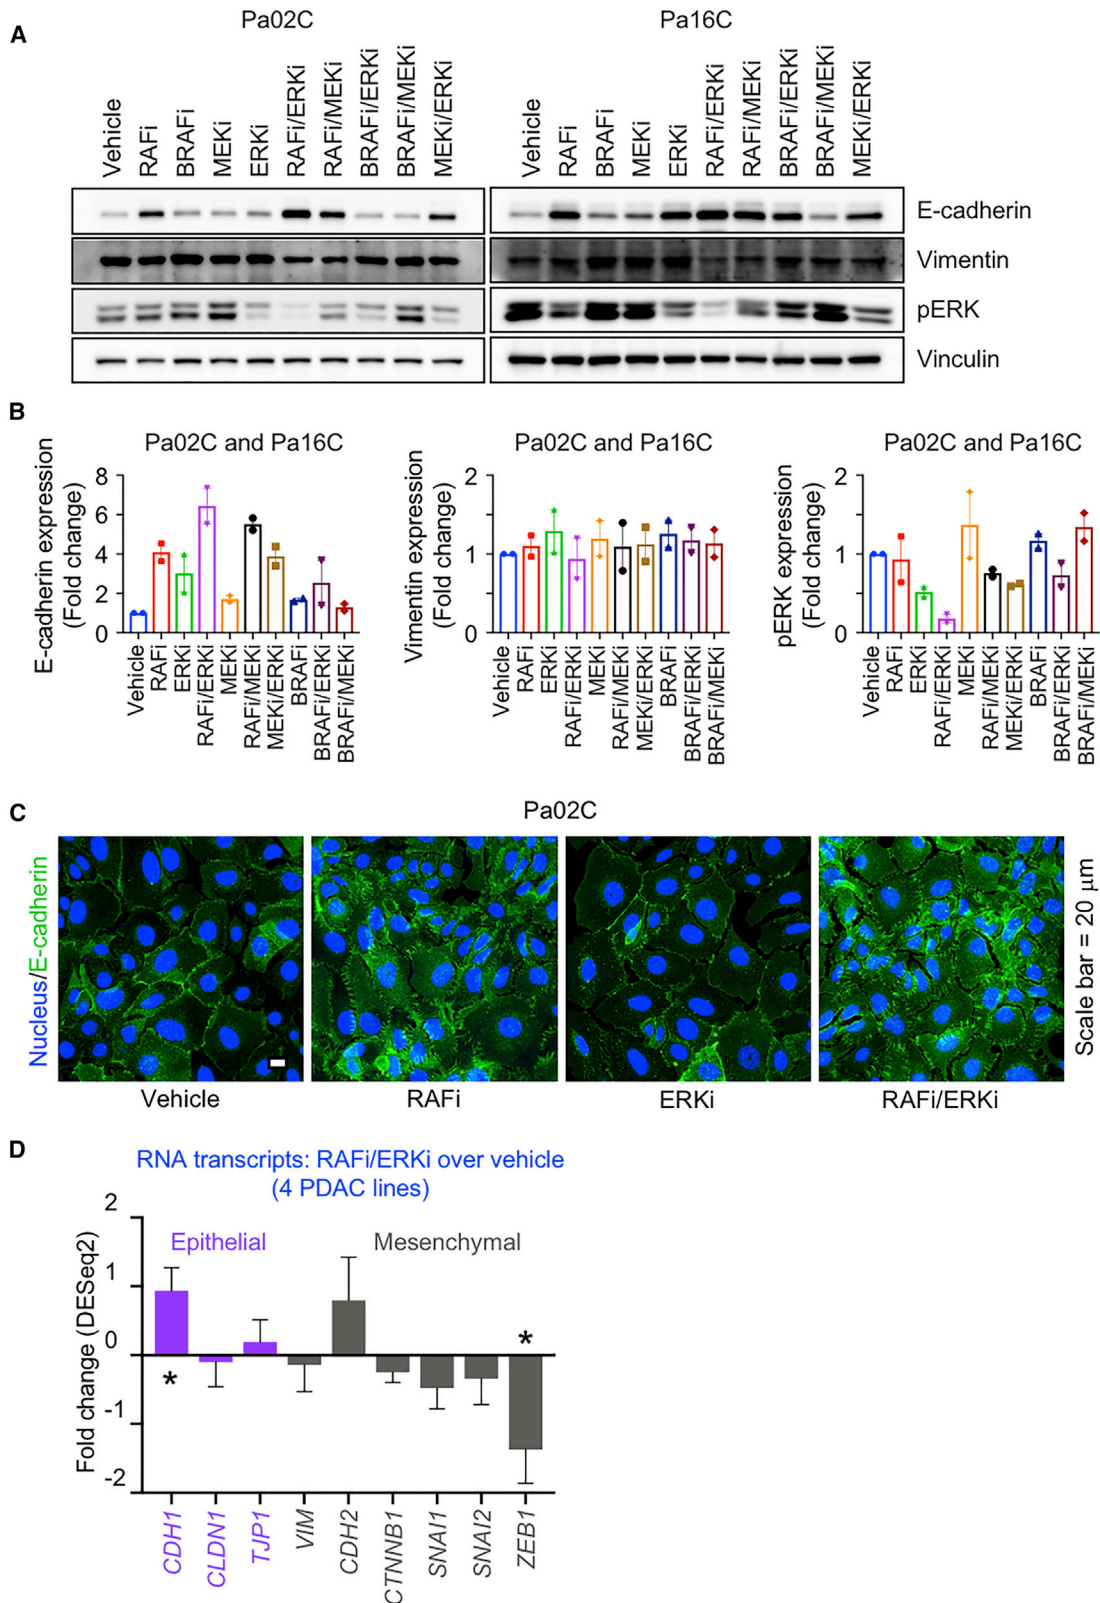 A
Pa02C
Pa16C
Vehicle
RAFi
BRAFi
MEKi
ERKi
RAFi/ERKi
RAFi/MEKi
BRAFi/ERKi
BRAFi/MEKi
MEKi/ERKi
Vehicle
RAFi
BRAFi
MEKi
ERKi
RAFi/ERKi
RAFi/MEKi
BRAFi/ERKi
BRAFi/MEKi
MEKi/ERKi
E-cadherin
Vimentin
pERK
Vinculin
B
Pa02C and Pa16C
E-cadherin expression
(Fold change)
8
6
4
2
0
Vehicle
RAFi
ERKi
RAFi/ERKi
MEKi
RAFi/MEKi
MEKi/ERKi
BRAFi
BRAFi/ERKi
BRAFi/MEKi
Pa02C and Pa16C
Vimentin expression
(Fold change)
2
1
0
Vehicle
RAFi
ERKi
RAFi/ERKi
MEKi
RAFi/MEKi
MEKi/ERKi
BRAFi
BRAFi/ERKi
BRAFi/MEKi
Pa02C and Pa16C
pERK expression
(Fold change)
2
1
0
Vehicle
RAFi
ERKi
RAFi/ERKi
MEKi
RAFi/MEKi
MEKi/ERKi
BRAFi
BRAFi/ERKi
BRAFi/MEKi
C
Pa02C
Nucleus/E-cadherin
Scale bar = 20 μm
Vehicle
RAFi
ERKi
RAFi/ERKi
D
RNA transcripts: RAFi/ERKi over vehicle
(4 PDAC lines)
Fold change (DESeq2)
2
1
0
-1
-2
Epithelial
Mesenchymal
*
*
CDH1
CLDN1
TJP1
VIM
CDH2
CTNNB1
SNAI1
SNAI2
ZEB1